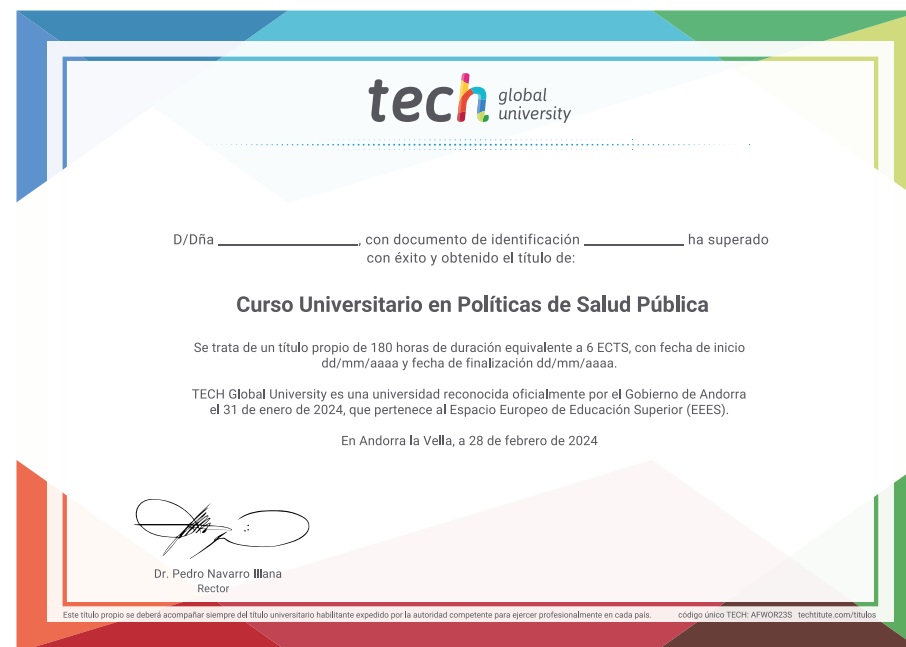 tech global university
D/Dña ____________, con documento de identificación ____________ ha superado
con éxito y obtenido el título de:
Curso Universitario en Políticas de Salud Pública
Se trata de un título propio de 180 horas de duración equivalente a 6 ECTS, con fecha de inicio
dd/mm/aaaa y fecha de finalización dd/mm/aaaa.
TECH Global University es una universidad reconocida oficialmente por el Gobierno de Andorra
el 31 de enero de 2024, que pertenece al Espacio Europeo de Educación Superior (EEES).
En Andorra la Vella, a 28 de febrero de 2024
Dr. Pedro Navarro Illana
Rector
Este título propio se deberá acompañar siempre del título universitario habilitante expedido por la autoridad competente para ejercer profesionalmente en cada país. código único TECH: AFWOR23S techtitute.com/titulos